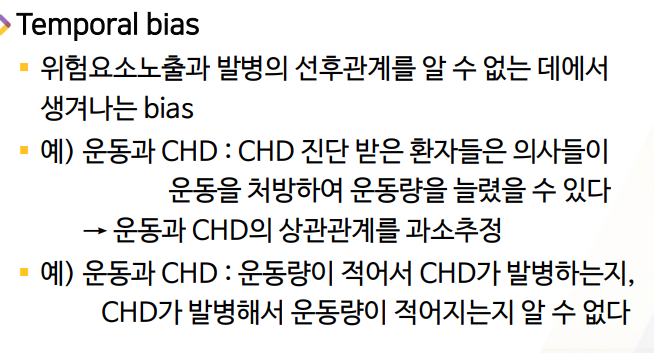 Temporal bias
위험요소노출과 발병의 선후관계를 알 수 없는 데에서
생겨나는 bias
예) 운동과 CHD : CHD 진단 받은 환자들은 의사들이
운동을 처방하여 운동량을 늘렸을 수 있다
→ 운동과 CHD의 상관관계를 과소추정
예) 운동과 CHD : 운동량이 적어서 CHD가 발병하는지,
CHD가 발병해서 운동량이 적어지는지 알 수 없다